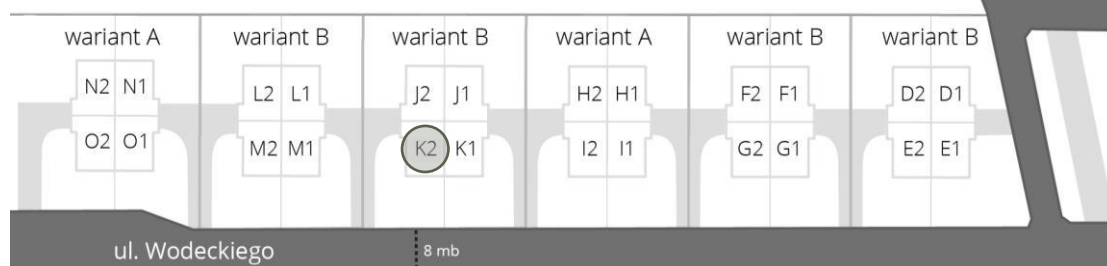 wariant A wariant B wariant B wariant A wariant B wariant B
N2 N1 L2 L1 J2 J1 H2 H1 F2 F1 D2 D1
O2 O1 M2 M1 K2 K1 I2 I1 G2 G1 E2 E1
ul. Wodeckiego 8 mb